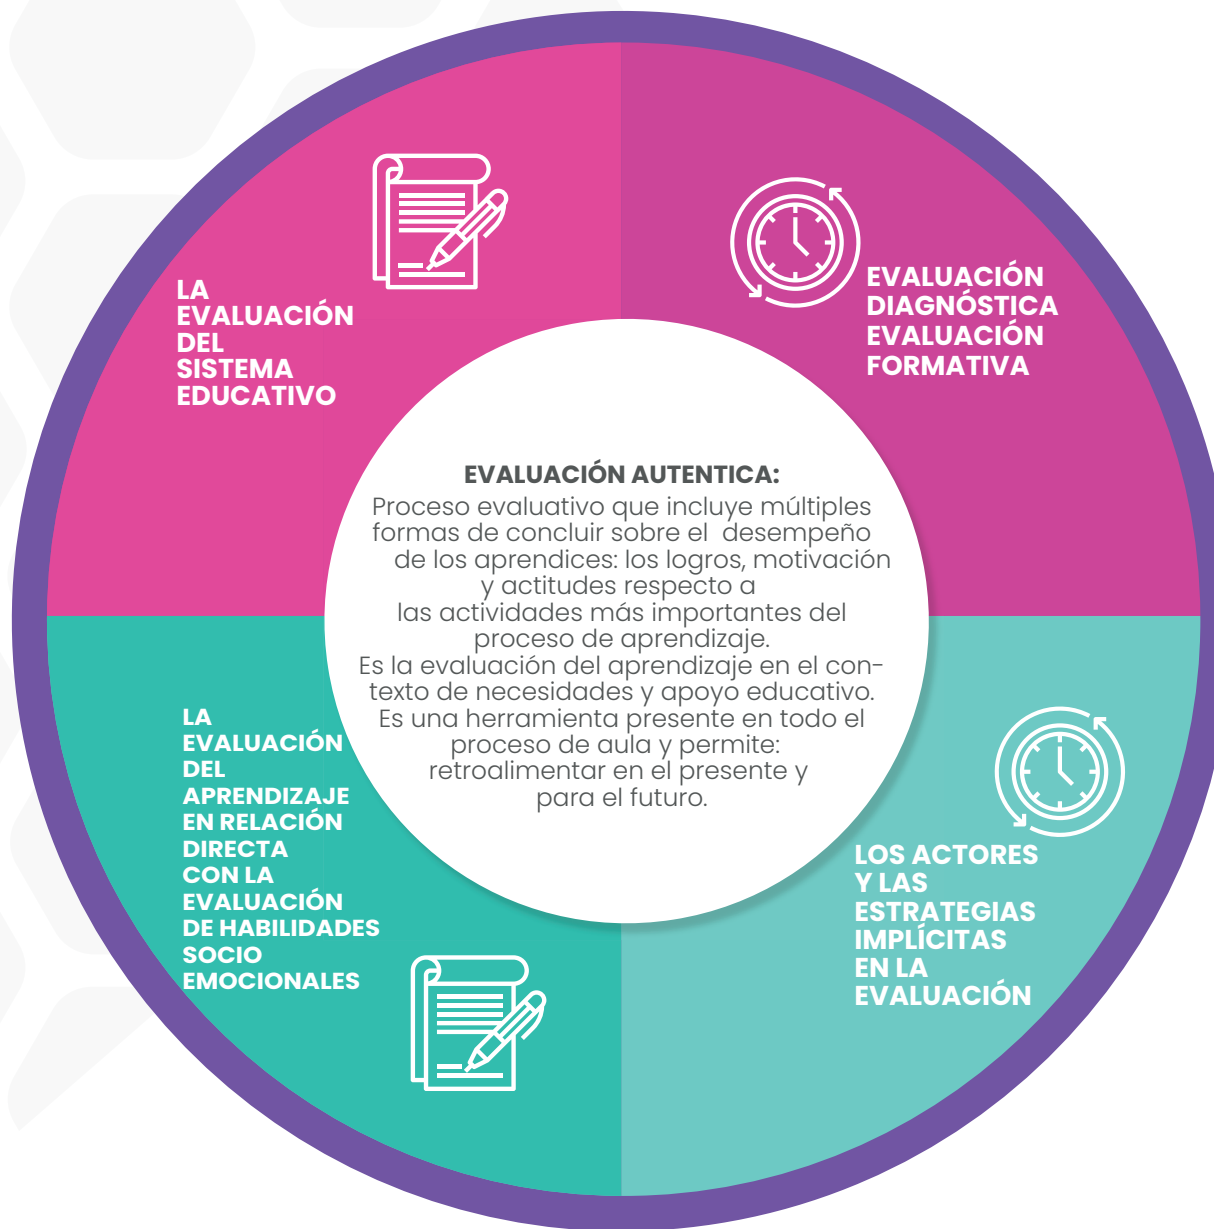 LA
EVALUACIÓN
DEL
SISTEMA
EDUCATIVO
EVALUACIÓN
DIAGNÓSTICA
EVALUACIÓN
FORMATIVA
EVALUACIÓN AUTENTICA:
Proceso evaluativo que incluye múltiples
formas de concluir sobre el desempeño
de los aprendices: los logros, motivación
y actitudes respecto a
las actividades más importantes del
proceso de aprendizaje.
Es la evaluación del aprendizaje en el con-
texto de necesidades y apoyo educativo.
Es una herramienta presente en todo el
proceso de aula y permite:
retroalimentar en el presente y
para el futuro.
LA
EVALUACIÓN
DEL
APRENDIZAJE
EN RELACIÓN
DIRECTA
CON LA
EVALUACIÓN
DE HABILIDADES
SOCIO
EMOCIONALES
LOS ACTORES
Y LAS
ESTRATEGIAS
IMPLÍCITAS
EN LA
EVALUACIÓN